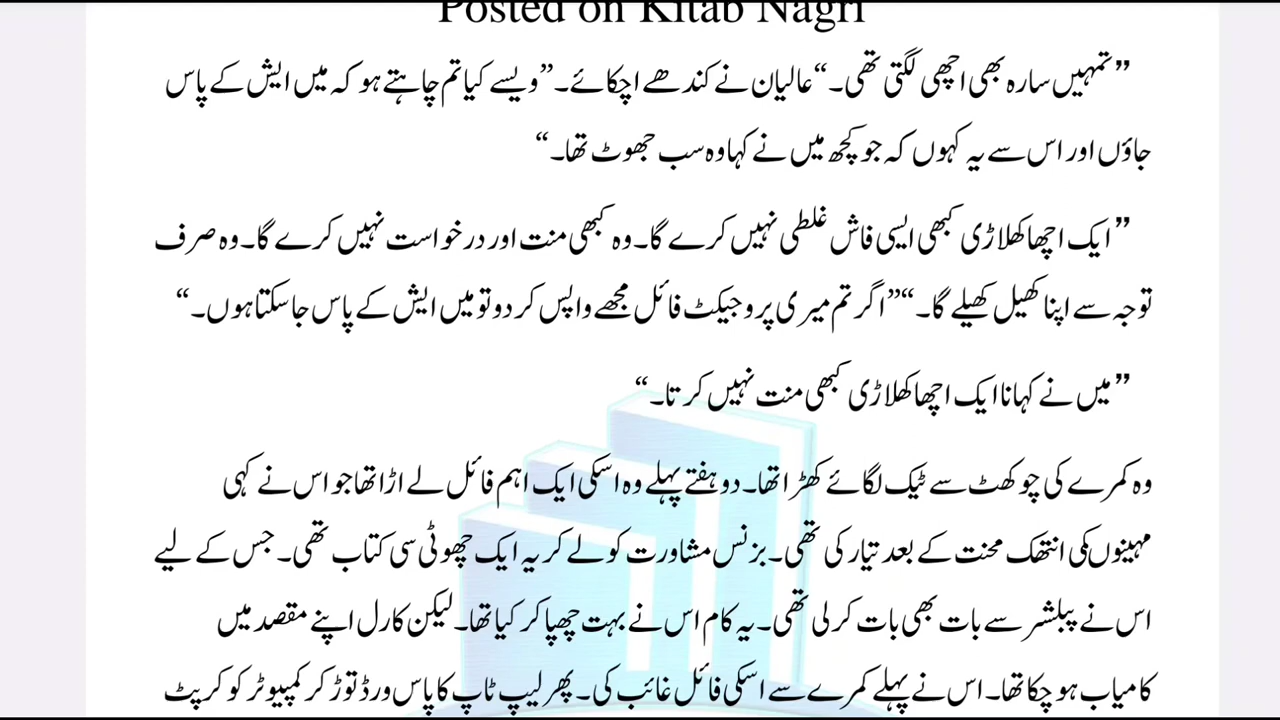 Posted on Kitab Nagri
”تمہیں سارہ بھی اچھی لگتی تھی۔“عالیان نے کندھے اچکائے۔”ویسے کیا تم چاہتے ہو کہ میں ایش کے پاس
جاؤں اور اس سے یہ کہوں کہ جو کچھ میں نے کہا وہ سب جھوٹ تھا۔“
”ایک اچھا کھلاڑی کبھی ایسی فاش غلطی نہیں کرے گا۔وہ کبھی منت اور درخواست نہیں کرے گا۔وہ صرف
توجہ سے اپنا کھیل کھیلے گا۔“”اگر تم میری پروجیکٹ فائل مجھے واپس کر دو تو میں ایش کے پاس جا سکتا ہوں۔“
”میں نے کہا نا ایک اچھا کھلاڑی کبھی منت نہیں کرتا۔“
وہ کمرے کی چوکھٹ سے ٹیک لگائے کھڑا تھا۔دو ہفتے پہلے وہ اسکی ایک اہم فائل لے اڑا تھا جو اس نے کہی
مہینوں کی انتھک محنت کے بعد تیار کی تھی۔بزنس مشاورت کو لے کر یہ ایک چھوٹی سی کتاب تھی۔جس کے لیے
اس نے پبلشر سے بات بھی بات کر لی تھی۔یہ کام اس نے بہت چھپا کر کیا تھا۔لیکن کارل اپنے مقصد میں
کامیاب ہو چکا تھا۔اس نے پہلے کمرے سے اسکی فائل غائب کی۔پھر لیپ ٹاپ کا پاس ورڈ توڑ کر کمپیوٹر کو کرپٹ